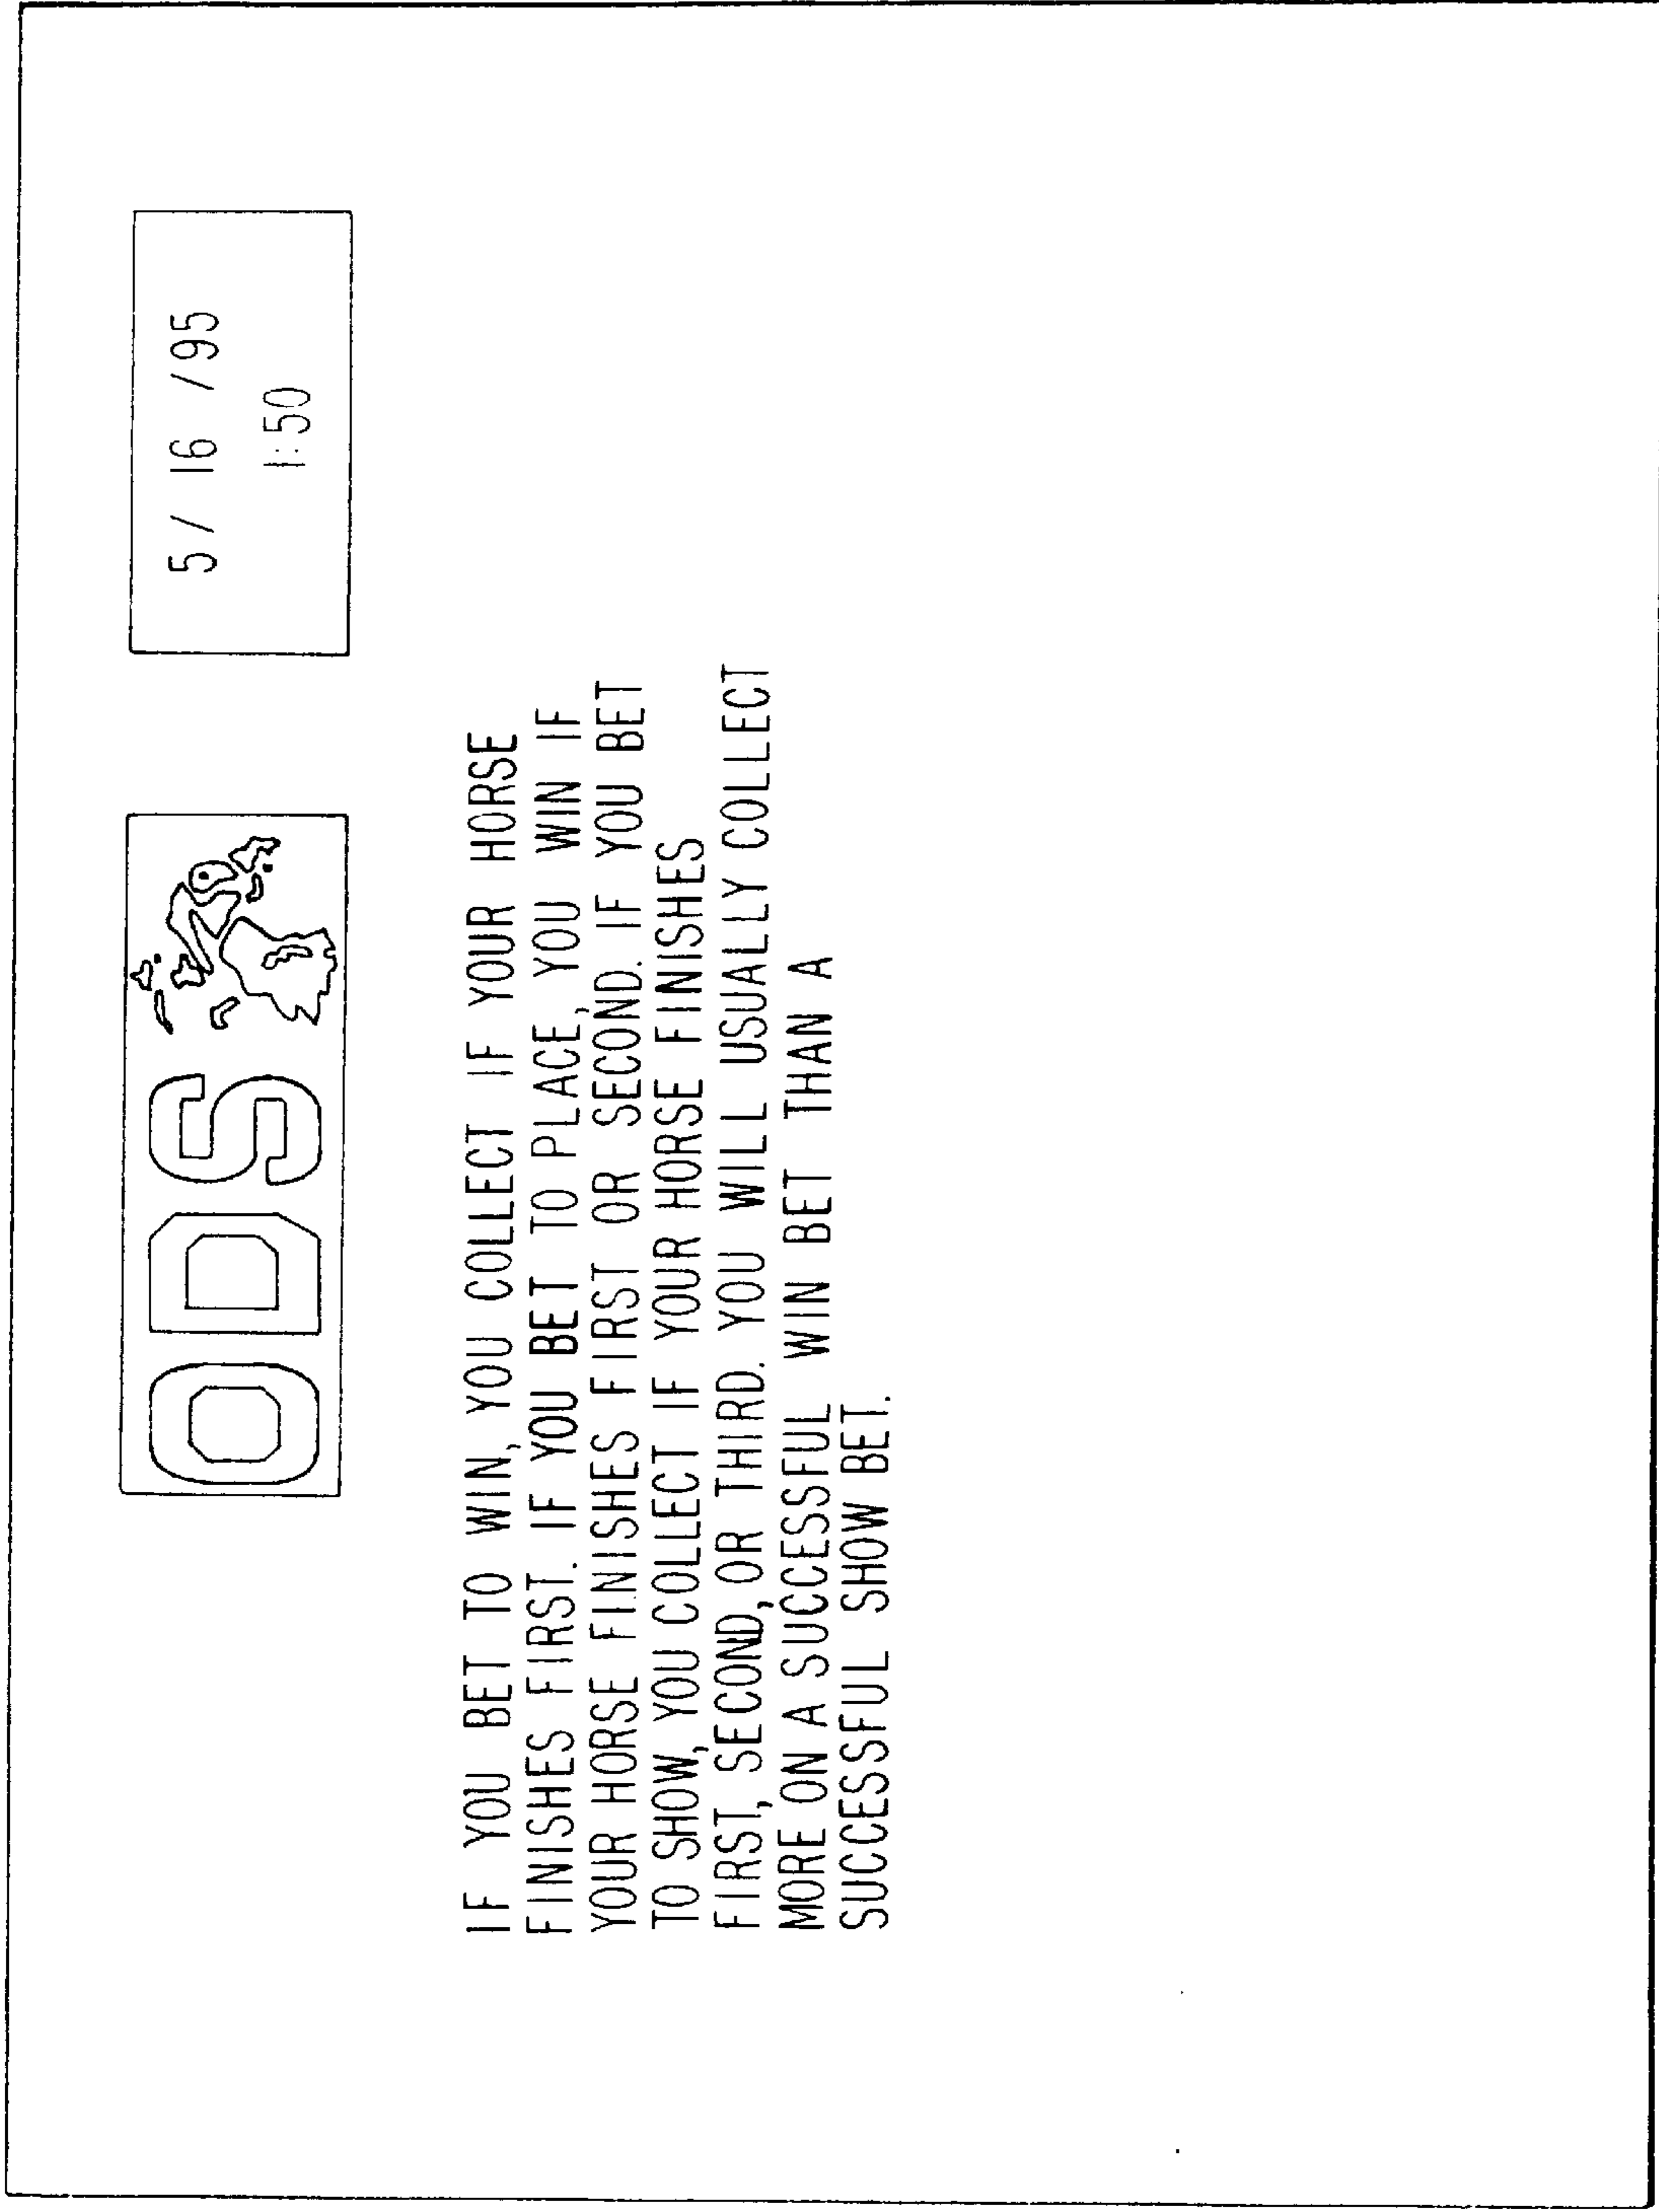 ODS
5/ 16 /95
1:50
IF YOU BET TO WIN, YOU COLLECT IF YOUR HORSE
FINISHES FIRST. IF YOU BET TO PLACE, YOU WIN IF
YOUR HORSE FINISHES FIRST OR SECOND. IF YOU BET
TO SHOW, YOU COLLECT IF YOUR HORSE FINISHES
FIRST, SECOND, OR THIRD. YOU WILL USUALLY COLLECT
MORE ON A SUCCESSFUL WIN BET THAN A
SUCCESSFUL SHOW BET.